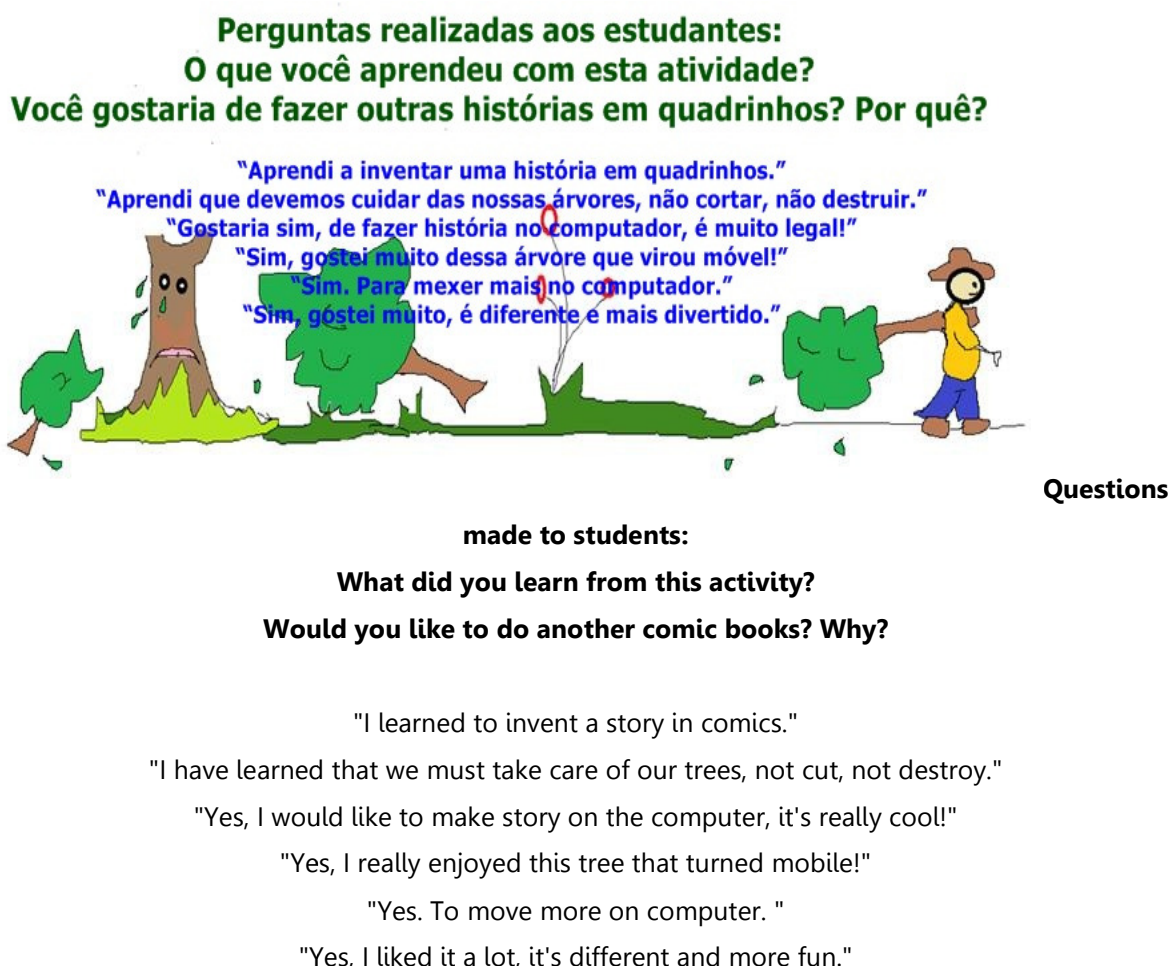 Perguntas realizadas aos estudantes:
O que você aprendeu com esta atividade?
Você gostaria de fazer outras histórias em quadrinhos? Por quê?
“Aprendi a inventar uma história em quadrinhos.”
“Aprendi que devemos cuidar das nossas árvores, não cortar, não destruir.”
“Gostaria sim, de fazer história no computador, é muito legal!”
“Sim, gostei muito dessa árvore que virou móvel!”
“Sim. Para mexer mais no computador.”
“Sim, gostei muito, é diferente e mais divertido.”
Questions
made to students:
What did you learn from this activity?
Would you like to do another comic books? Why?
"I learned to invent a story in comics."
"I have learned that we must take care of our trees, not cut, not destroy."
"Yes, I would like to make story on the computer, it's really cool!"
"Yes, I really enjoyed this tree that turned mobile!"
"Yes. To move more on computer. "
"Yes, I liked it a lot, it's different and more fun."